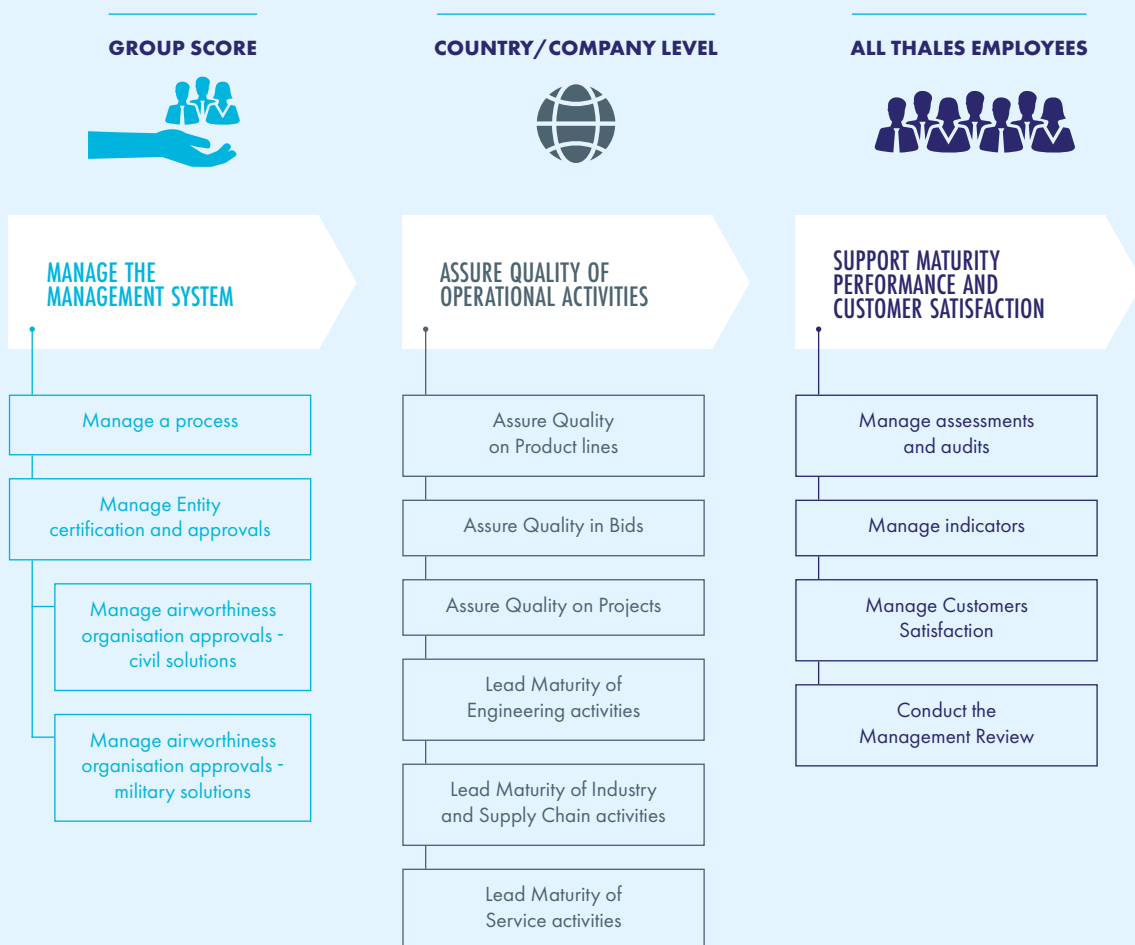 GROUP SCORE
COUNTRY/COMPANY LEVEL
ALL THALES EMPLOYEES
MANAGE THE
MANAGEMENT SYSTEM
Manage a process
Manage Entity
certification and approvals
Manage airworthiness
organisation approvals -
civil solutions
Manage airworthiness
organisation approvals -
military solutions
ASSURE QUALITY OF
OPERATIONAL ACTIVITIES
Assure Quality
on Product lines
Assure Quality in Bids
Assure Quality on Projects
Lead Maturity of
Engineering activities
Lead Maturity of Industry
and Supply Chain activities
Lead Maturity of
Service activities
SUPPORT MATURITY
PERFORMANCE AND
CUSTOMER SATISFACTION
Manage assessments
and audits
Manage indicators
Manage Customers
Satisfaction
Conduct the
Management Review